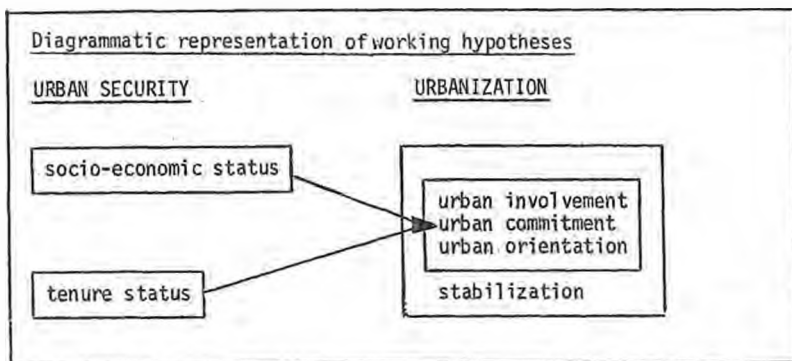 Diagrammatic representation of working hypotheses
URBAN SECURITY
URBANIZATION
socio-economic status
tenure status
urban involvement
urban commitment
urban orientation
stabilization